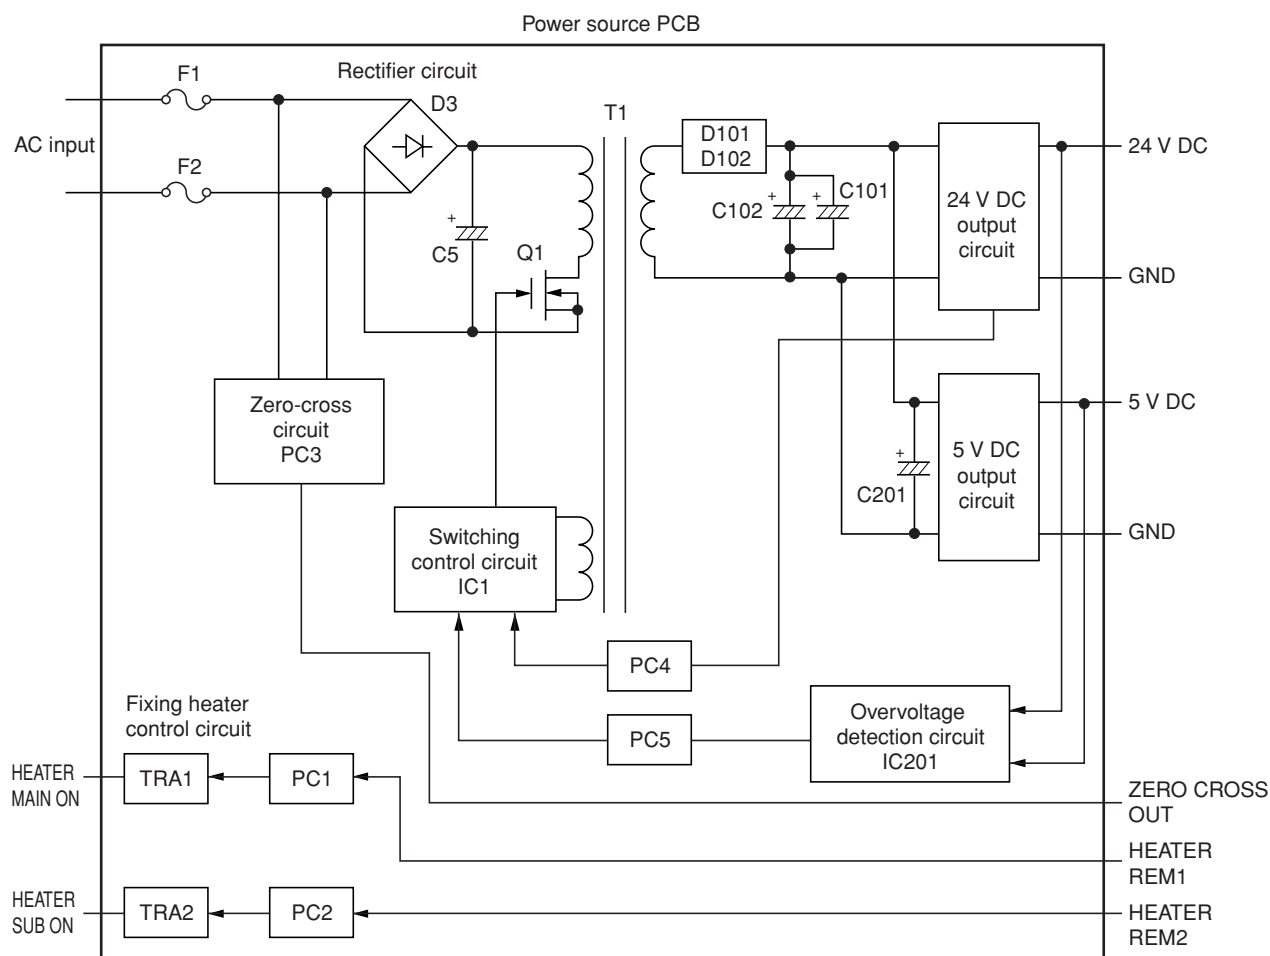 Power source PCB
F1
Rectifier circuit
D3
T1
AC input
F2
D101
D102
24 V DC
C101
C102
+
+
24 V DC
output
circuit
+
C5
Q1
GND
Zero-cross
circuit
PC3
5 V DC
+
C201
5 V DC
output
circuit
Switching
control circuit
IC1
GND
PC4
Fixing heater
control circuit
PC5
Overvoltage
detection circuit
IC201
HEATER
MAIN ON
TRA1
PC1
ZERO CROSS
OUT
HEATER
REM1
HEATER
SUB ON
TRA2
PC2
HEATER
REM2